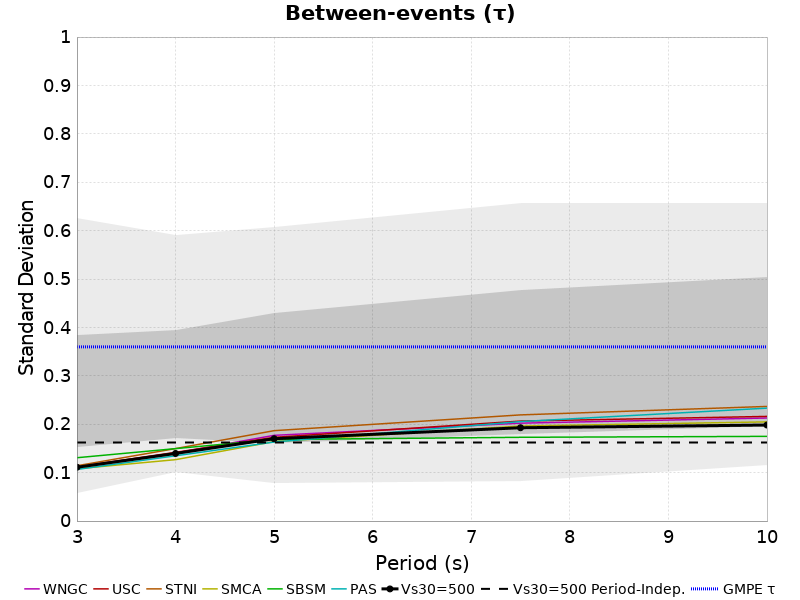 Between-events (τ)
Standard Deviation
1
0.9
0.8
0.7
0.6
0.5
0.4
0.3
0.2
0.1
0
3 4 5 6 7 8 9 10
Period (s)
WNGC USC STNI SMCA SBSM PAS Vs30=500 Vs30=500 Period-Indep. GMPE τ